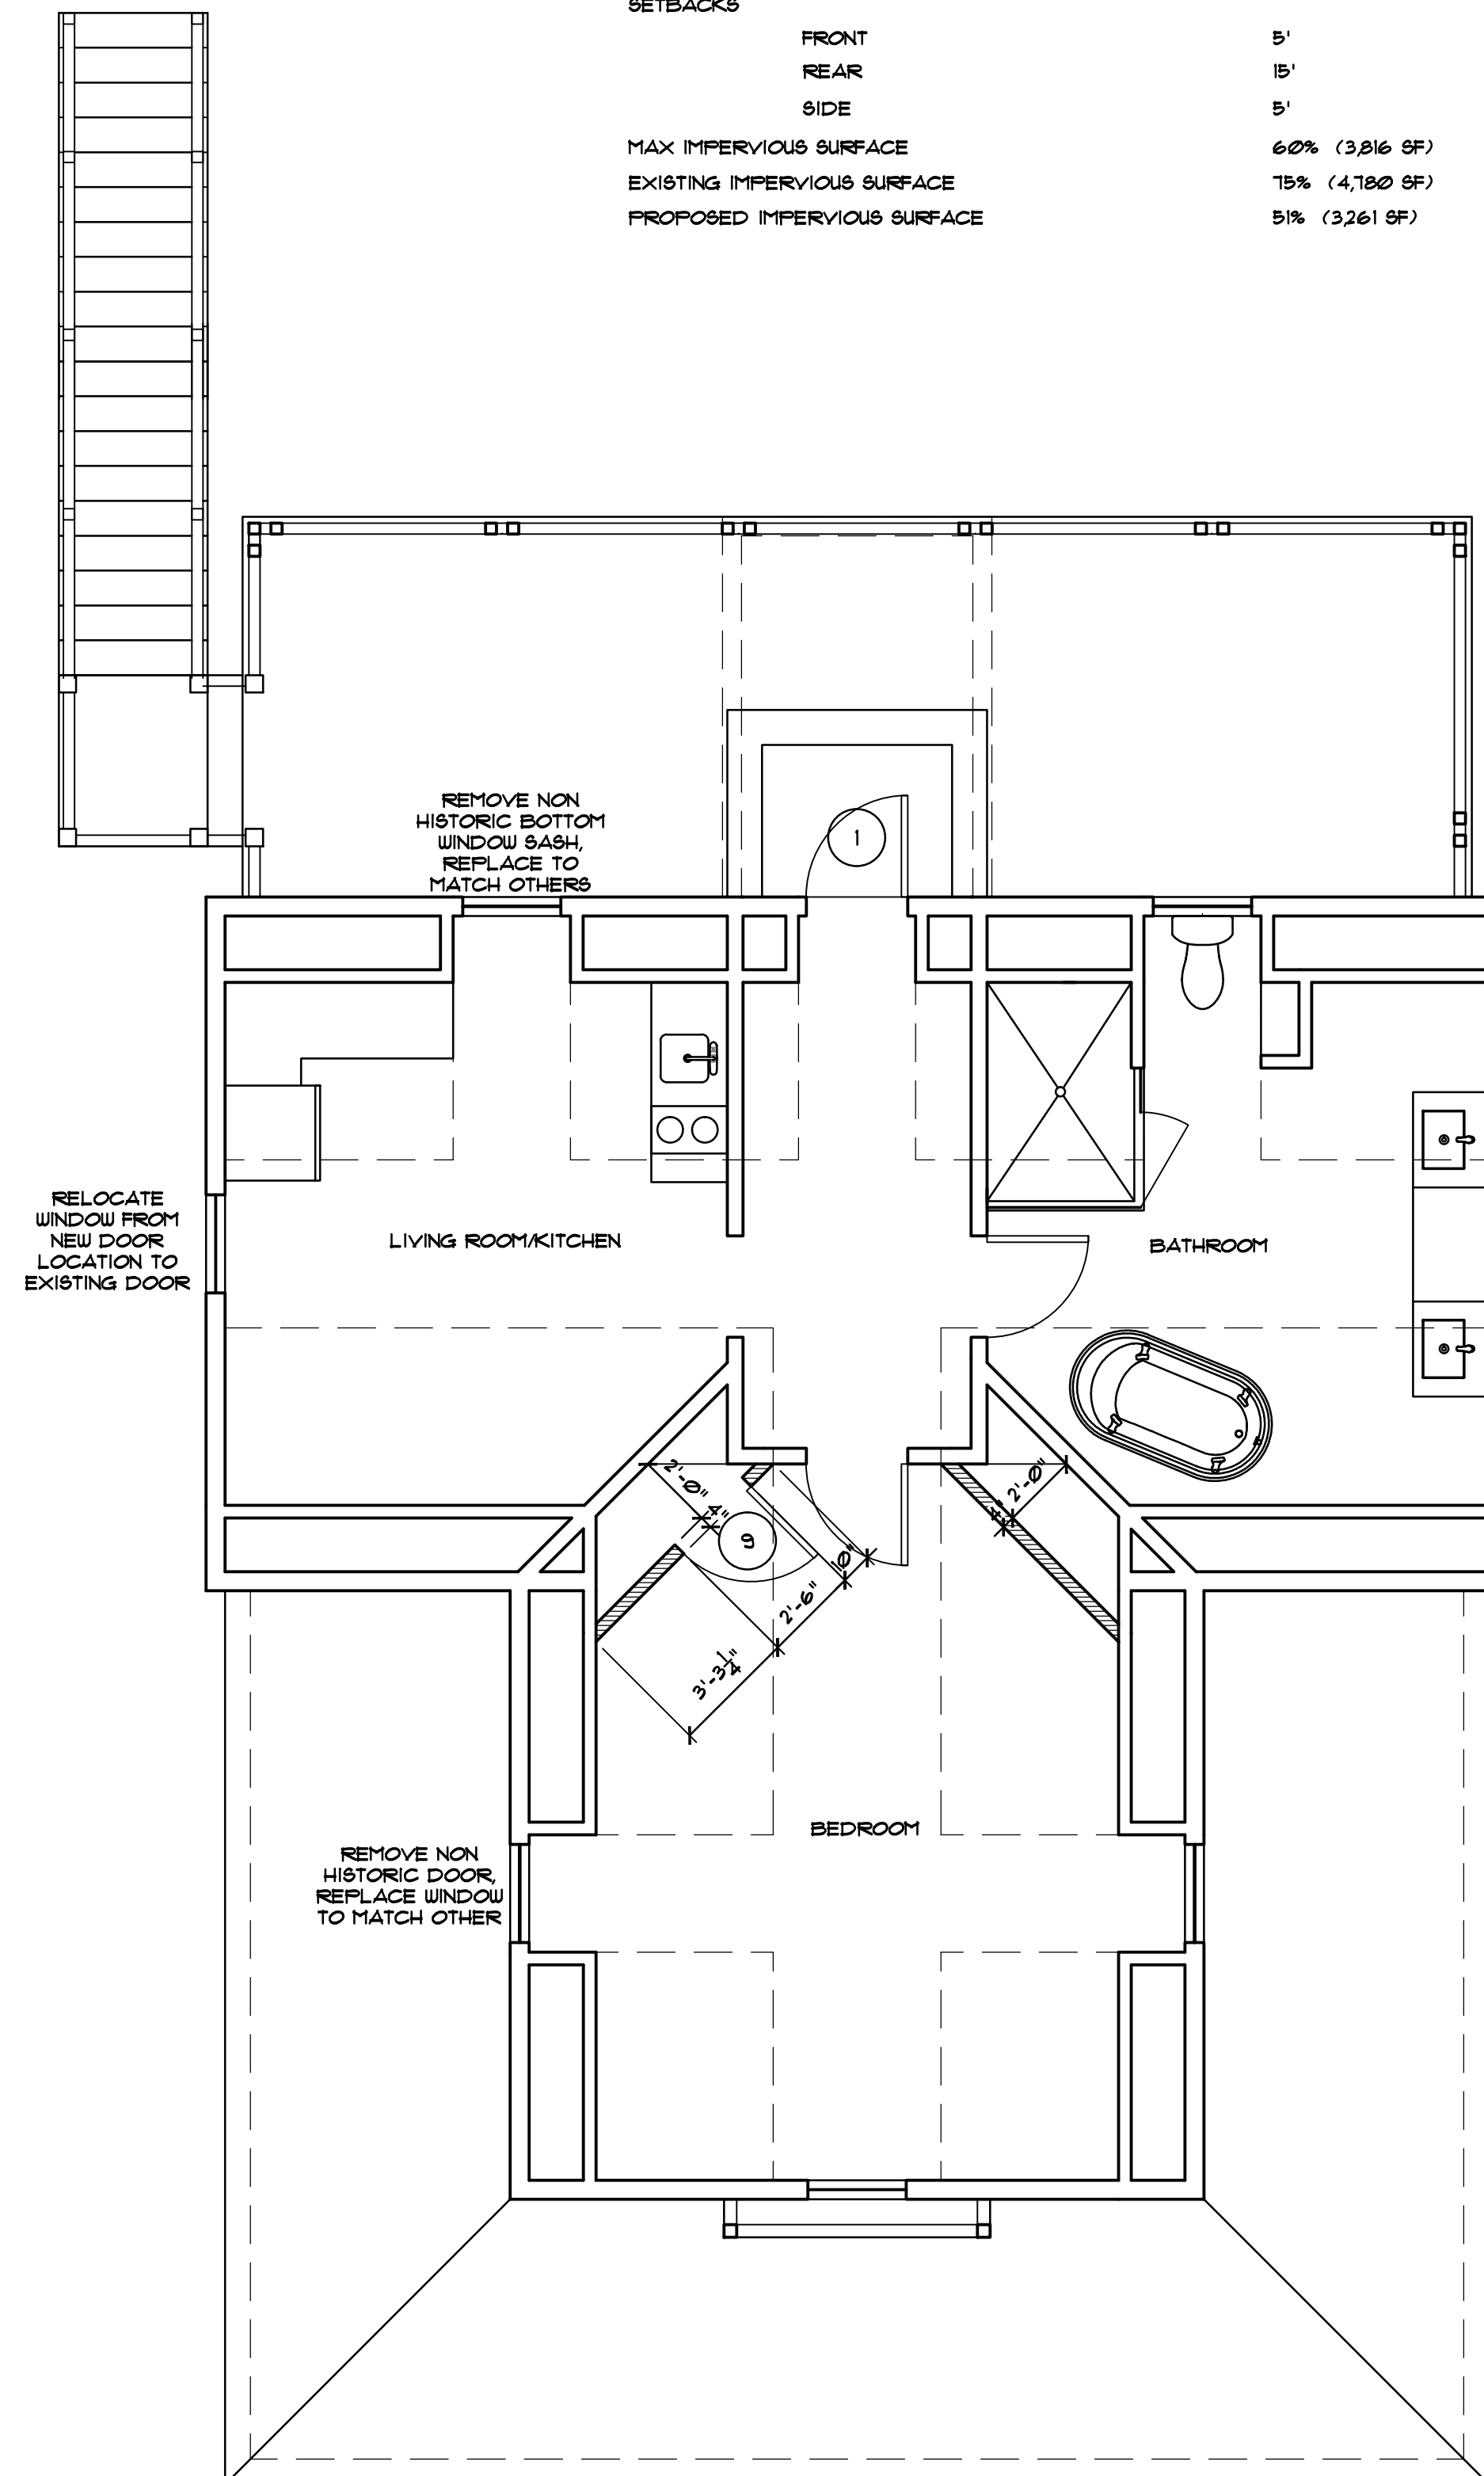 SETBACKS
FRONT 5'
REAR 15'
SIDE 5'
MAX IMPERVIOUS SURFACE 60% (3,816 SF)
EXISTING IMPERVIOUS SURFACE 75% (4,780 SF)
PROPOSED IMPERVIOUS SURFACE 51% (3,261 SF)
REMOVE NON
HISTORIC BOTTOM
WINDOW SASH,
REPLACE TO
MATCH OTHERS
1
RELOCATE
WINDOW FROM
NEW DOOR
LOCATION TO
EXISTING DOOR
LIVING ROOM/KITCHEN
BATHROOM
2'-0"
4"
9
10"
2'-6"
3'-3 1/4"
4"
2'-0"
BEDROOM
REMOVE NON
HISTORIC DOOR,
REPLACE WINDOW
TO MATCH OTHER